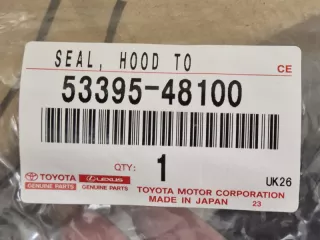 SEAL, HOOD TO
CE
53395-48100
QTY: 1
UK26
TOYOTA LEXUS
GENUINE PARTS GENUINE PARTS
TOYOTA MOTOR CORPORATION
MADE IN JAPAN 23